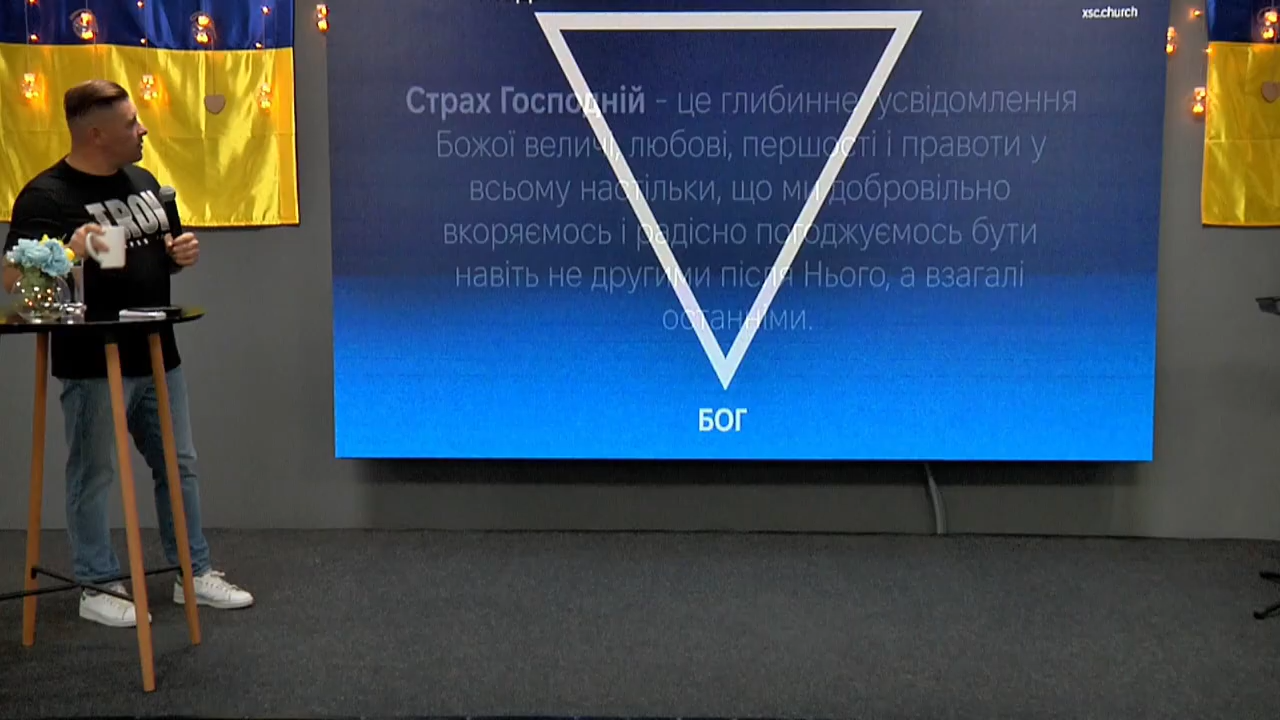 xsc.church
Страх Господній - це глибинне усвідомлення
Божої величі, любові, першості і правоти у
всьому настільки, що ми добровільно
вкоряємось і радісно погоджуємось бути
навіть не другими після Нього, а взагалі
останніми.
БОГ